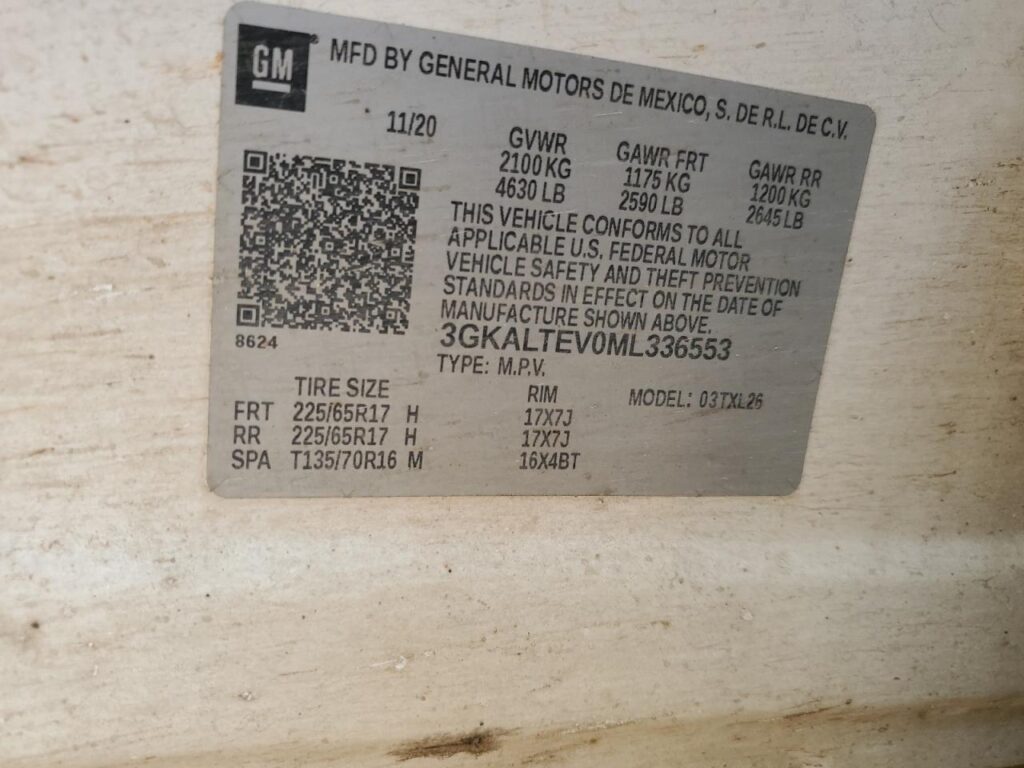 GM® MFD BY GENERAL MOTORS DE MEXICO, S. DE R.L. DE C.V.
11/20
GVWR
2100 KG
4630 LB
GAWR FRT
1175 KG
2590 LB
GAWR RR
1200 KG
2645 LB
THIS VEHICLE CONFORMS TO ALL
APPLICABLE U.S. FEDERAL MOTOR
VEHICLE SAFETY AND THEFT PREVENTION
STANDARDS IN EFFECT ON THE DATE OF
MANUFACTURE SHOWN ABOVE.
8624
3GKALTEV0ML336553
TYPE: M.P.V.
TIRE SIZE RIM MODEL: 03TXL26
FRT 225/65R17 H 17X7J
RR 225/65R17 H 17X7J
SPA T135/70R16 M 16X4BT